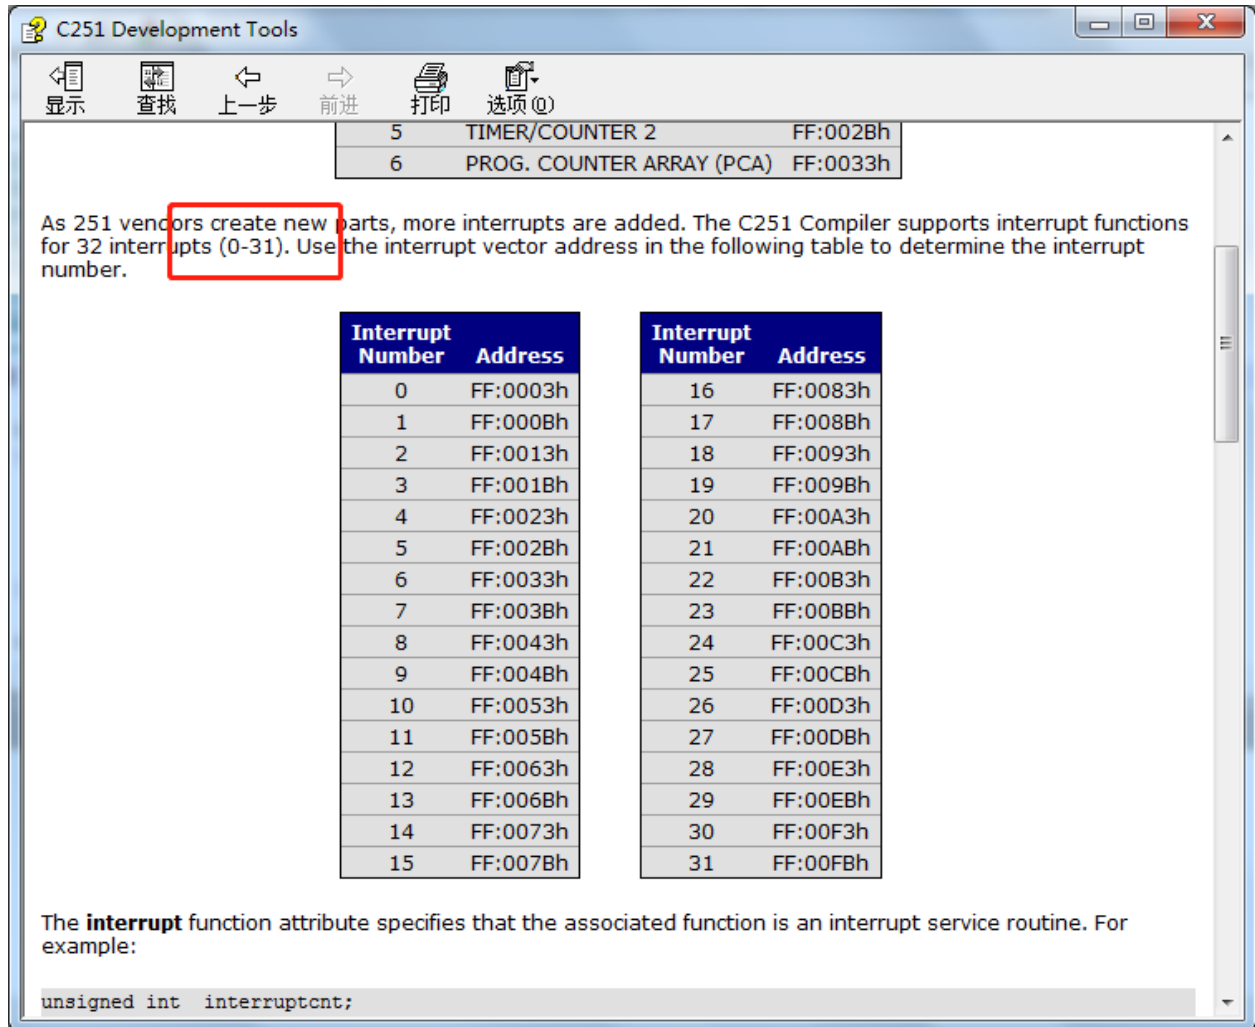 C251 Development Tools
显示 查找 上一步 前进 打印 选项(O)
5 TIMER/COUNTER 2 FF:002Bh
6 PROG. COUNTER ARRAY (PCA) FF:0033h
As 251 vendors create new parts, more interrupts are added. The C251 Compiler supports interrupt functions
for 32 interrupts (0-31). Use the interrupt vector address in the following table to determine the interrupt
number.
Interrupt Number Address Interrupt Number Address
0 FF:0003h 16 FF:0083h
1 FF:000Bh 17 FF:008Bh
2 FF:0013h 18 FF:0093h
3 FF:001Bh 19 FF:009Bh
4 FF:0023h 20 FF:00A3h
5 FF:002Bh 21 FF:00ABh
6 FF:0033h 22 FF:00B3h
7 FF:003Bh 23 FF:00BBh
8 FF:0043h 24 FF:00C3h
9 FF:004Bh 25 FF:00CBh
10 FF:0053h 26 FF:00D3h
11 FF:005Bh 27 FF:00DBh
12 FF:0063h 28 FF:00E3h
13 FF:006Bh 29 FF:00EBh
14 FF:0073h 30 FF:00F3h
15 FF:007Bh 31 FF:00FBh
The interrupt function attribute specifies that the associated function is an interrupt service routine. For
example:
unsigned int interruptcnt;